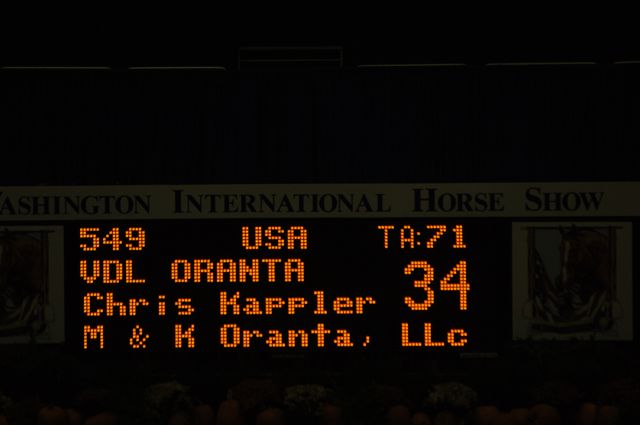 WASHINGTON INTERNATIONAL HORSE SHOW
549 USA TA:71
VDL ORANTA 34
Chris Kappler
M & K Oranta, LLc